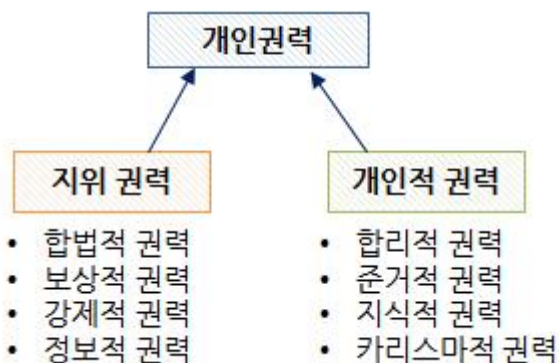 개인권력
지위 권력
• 합법적 권력
• 보상적 권력
• 강제적 권력
• 정보적 권력
개인적 권력
• 합리적 권력
• 준거적 권력
• 지식적 권력
• 카리스마적 권력